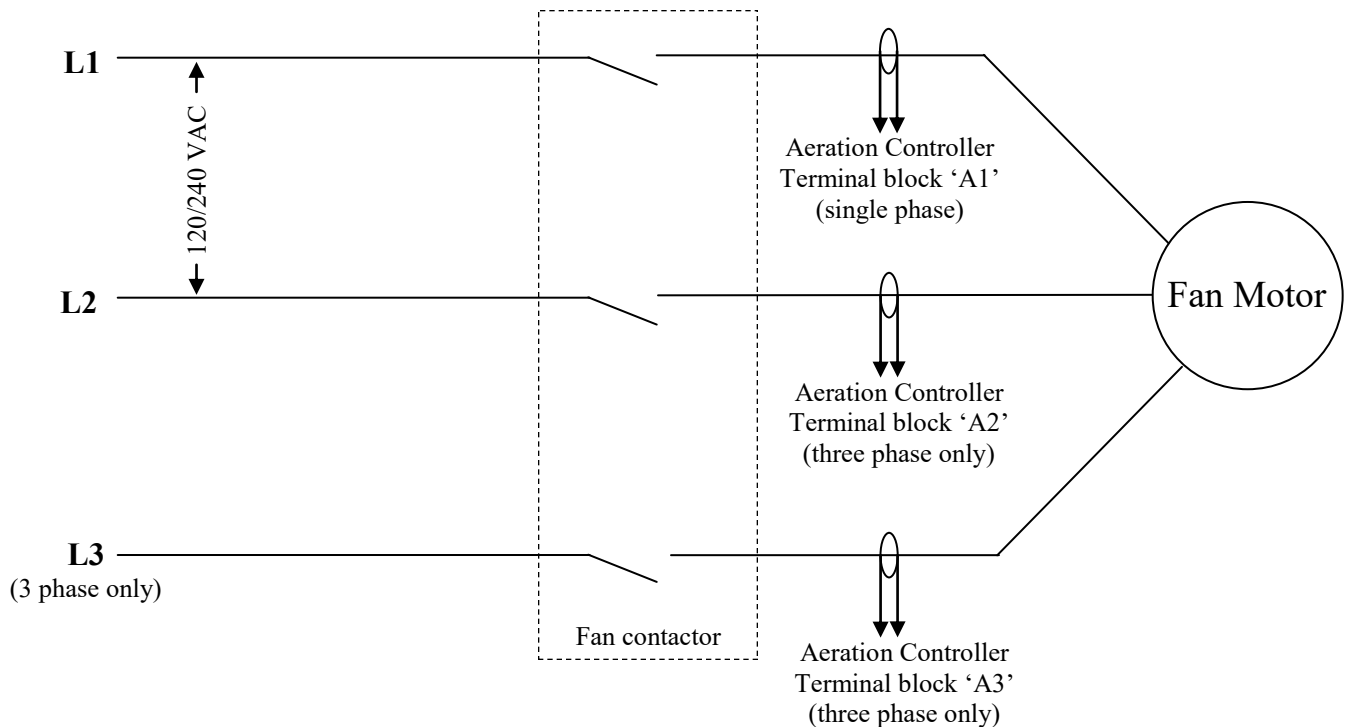 L1
120/240 VAC
Aeration Controller
Terminal block ‘A1’
(single phase)
L2
Fan Motor
Aeration Controller
Terminal block ‘A2’
(three phase only)
L3
(3 phase only)
Fan contactor
Aeration Controller
Terminal block ‘A3’
(three phase only)